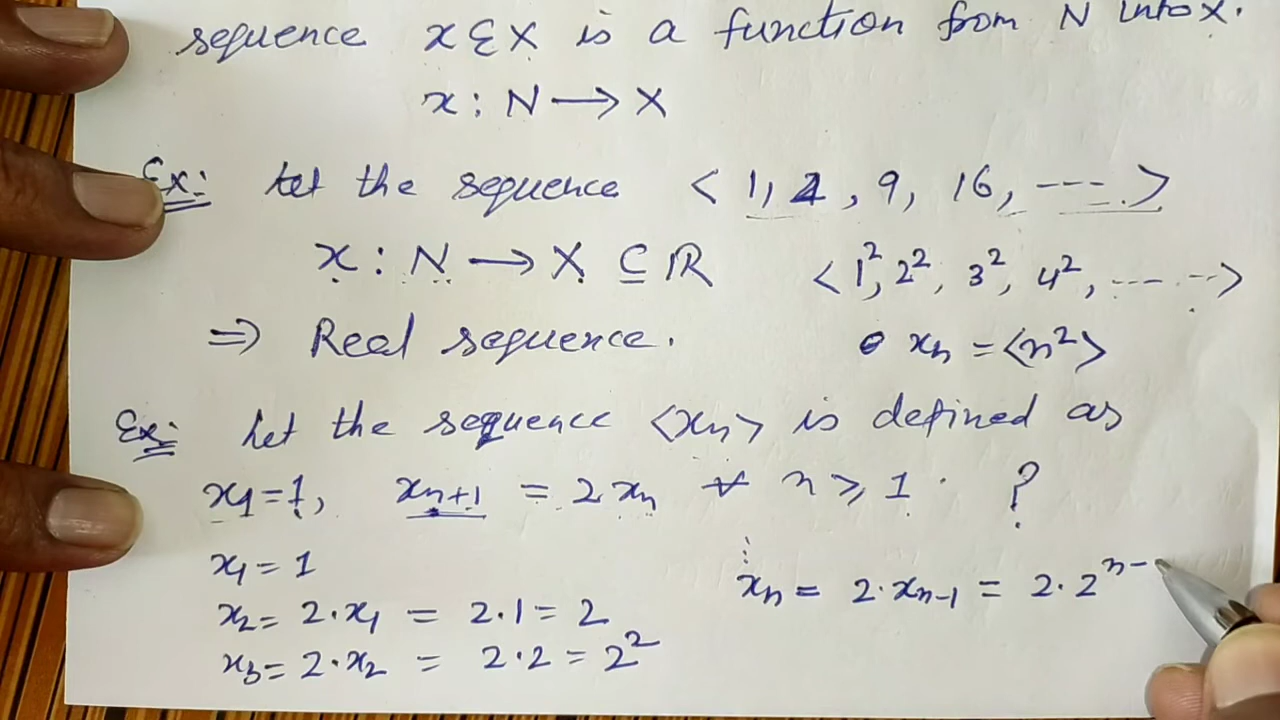 sequence x ∈ X is a function from N into X.
x : N → X
Ex: Let the sequence < 1, 4, 9, 16, ---- >
x : N → X ⊆ ℝ < 1², 2², 3², 4², ---- -->
⇒ Real sequence. xn = <n²>
Ex: Let the sequence <xn> is defined as
x1 = 1, xn+1 = 2 xn ∀ n ≥ 1. ?
x1 = 1
x2 = 2·x1 = 2·1 = 2
x3 = 2·x2 = 2·2 = 2²
⋮
xn = 2·xn-1 = 2·2^n-